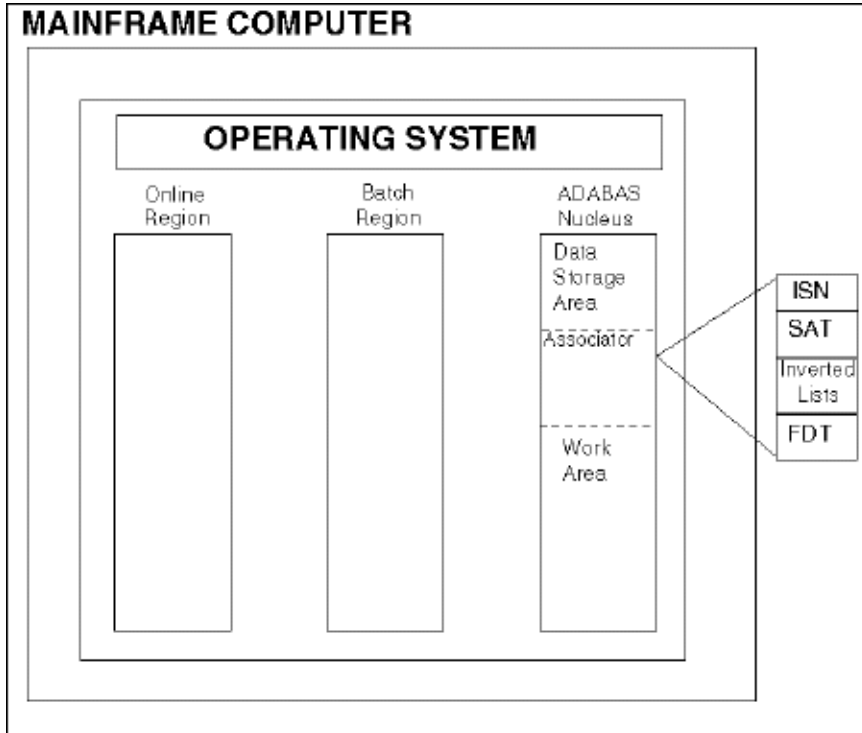 MAINFRAME COMPUTER
OPERATING SYSTEM
Online
Region
Batch
Region
ADABAS
Nucleus
Data
Storage
Area
Associator
Work
Area
ISN
SAT
Inverted
Lists
FDT